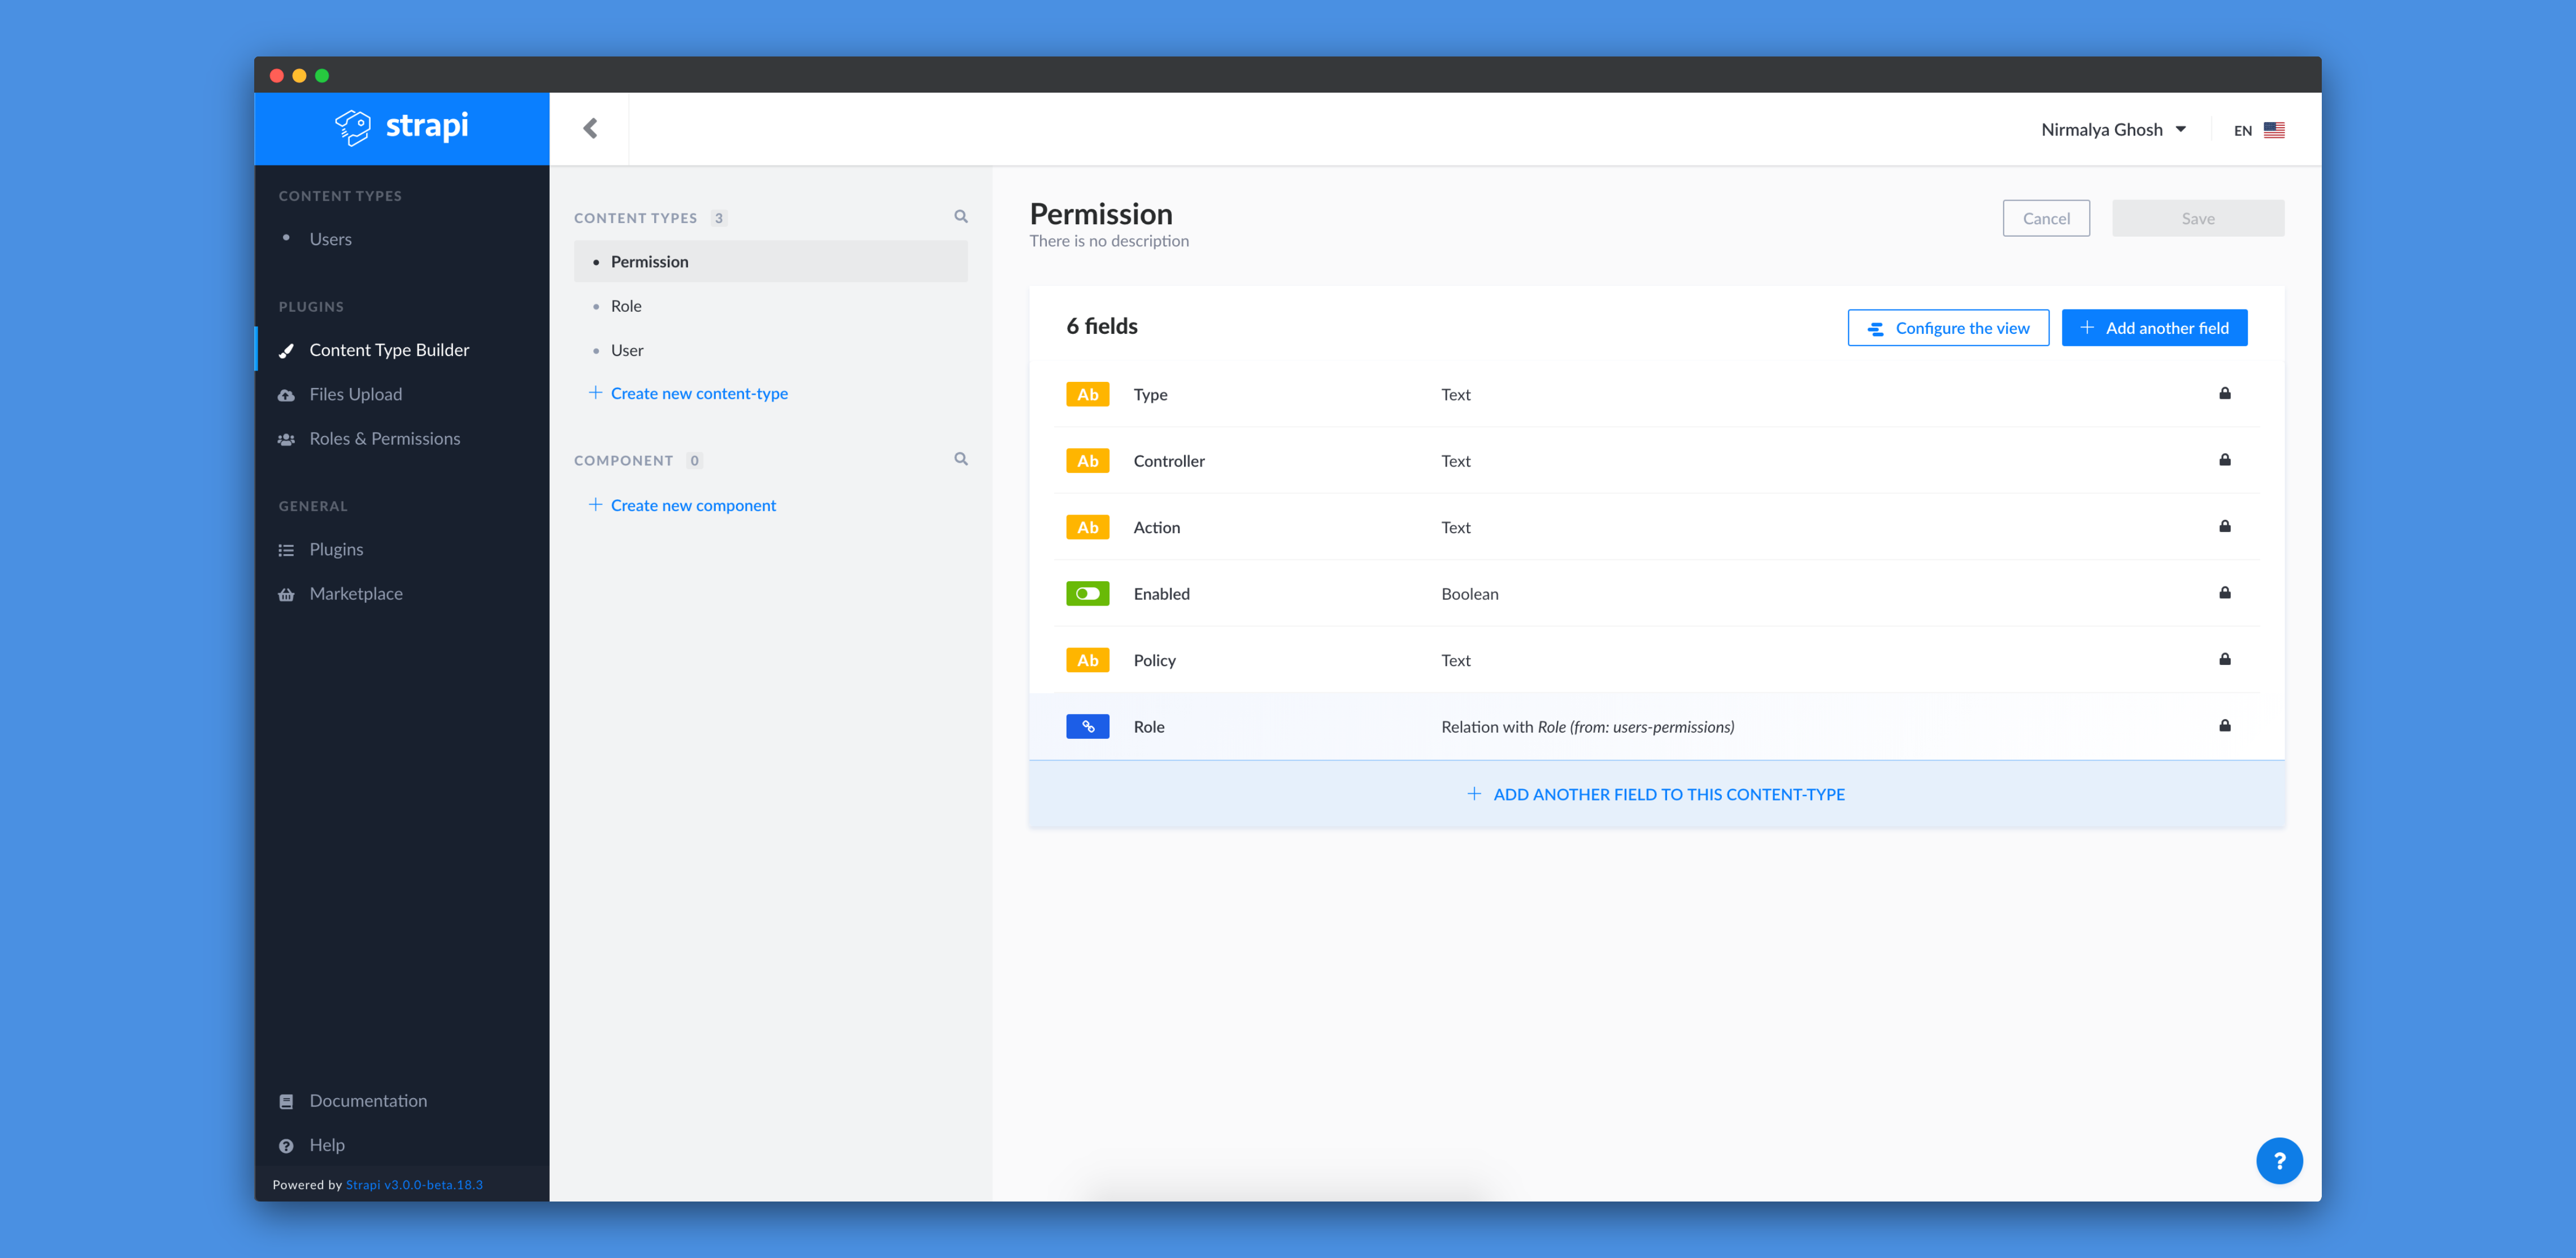 strapi
Nirmalya Ghosh
EN
CONTENT TYPES
Users
PLUGINS
Content Type Builder
Files Upload
Roles & Permissions
GENERAL
Plugins
Marketplace
Documentation
Help
Powered by Strapi v3.0.0-beta.18.3
CONTENT TYPES 3
Permission
Role
User
Create new content-type
COMPONENT 0
Create new component
Permission
There is no description
Cancel
Save
6 fields
Configure the view
Add another field
Ab Type Text
Ab Controller Text
Ab Action Text
Enabled Boolean
Ab Policy Text
Role Relation with Role (from: users-permissions)
ADD ANOTHER FIELD TO THIS CONTENT-TYPE
?